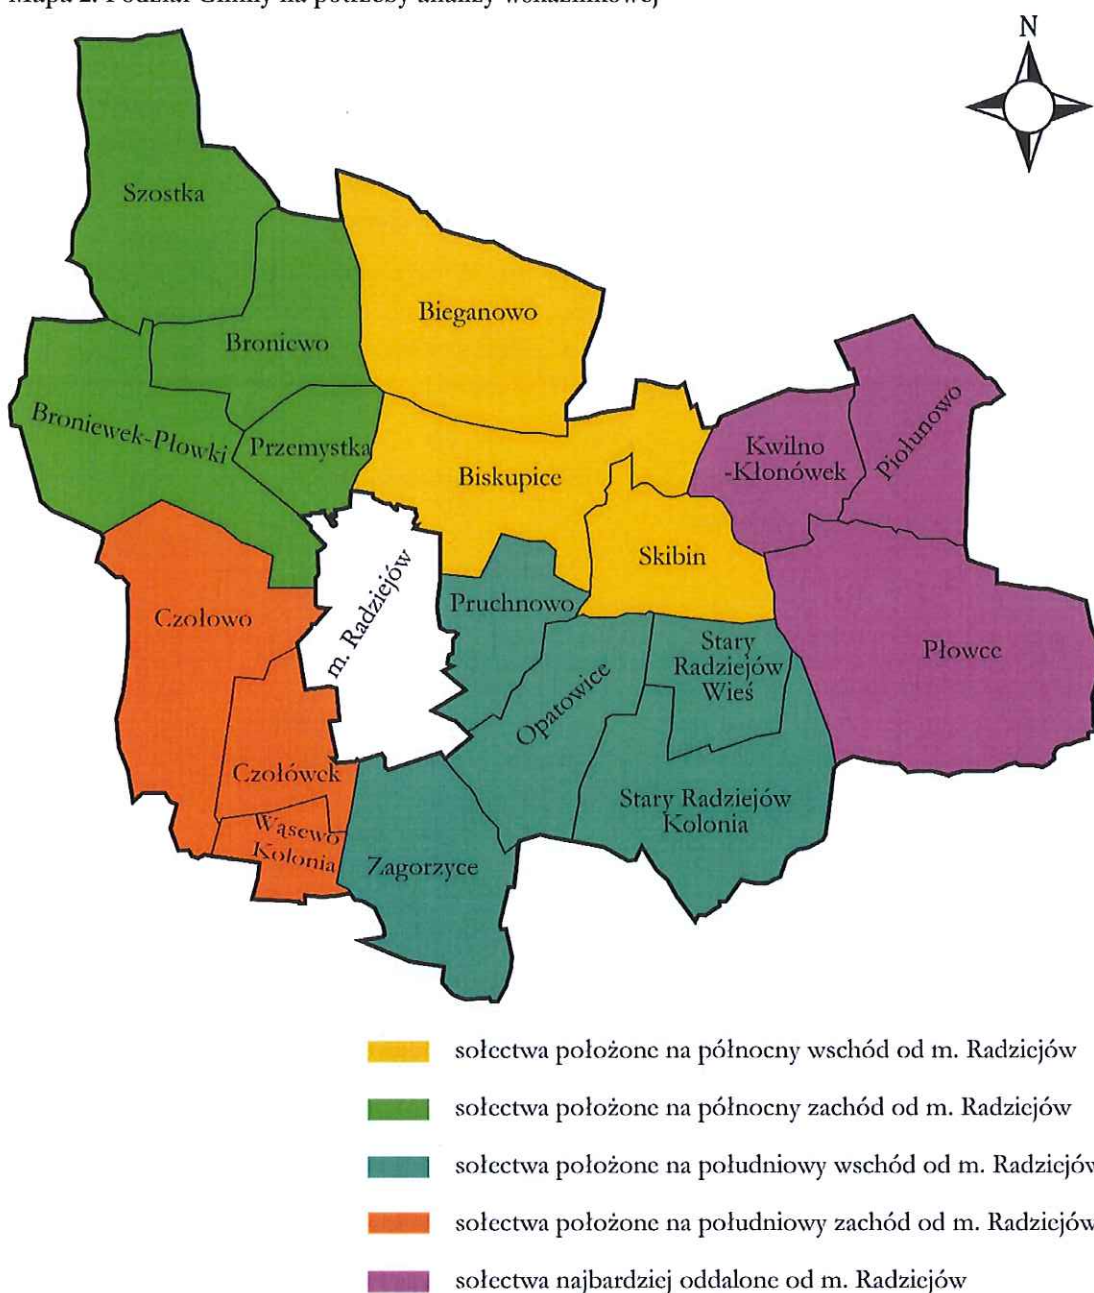 Mapa 2. Podział Gminy na potrzeby analizy wskaźnikowej
N
Szostka
Bieganowo
Broniewo
Broniewek-Płowki
Przemystka
Biskupice
Kwilno
-Kłonówek
Piołunowo
Skibin
m. Radziejów
Pruchnowo
Czołowo
Stary
Radziejów
Wieś
Płowce
Opatowice
Czołówek
Stary Radziejów
Kolonia
Wąsewo
Kolonia
Zagorzyce
sołectwa położone na północny wschód od m. Radziejów
sołectwa położone na północny zachód od m. Radziejów
sołectwa położone na południowy wschód od m. Radziejów
sołectwa położone na południowy zachód od m. Radziejów
sołectwa najbardziej oddalone od m. Radziejów